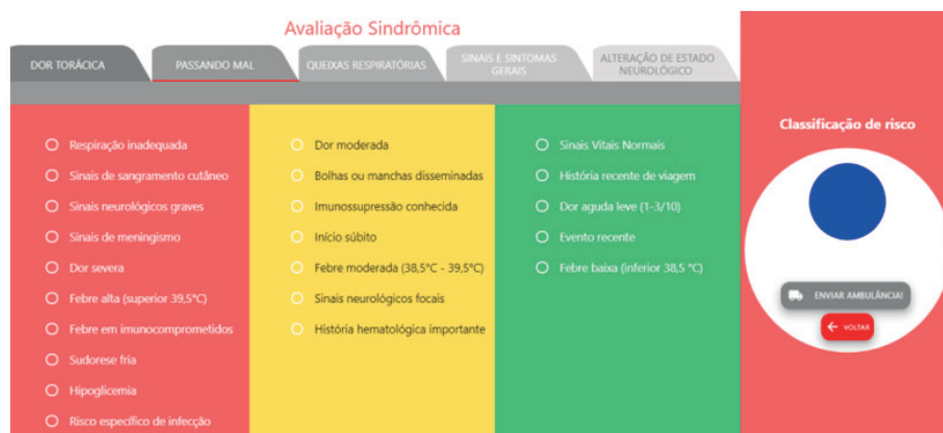 Avaliação Sindrômica
DOR TORÁCICA
PASSANDO MAL
QUEIXAS RESPIRATÓRIAS
SINAIS E SINTOMAS
GERAIS
ALTERAÇÃO DE ESTADO
NEUROLÓGICO
Respiração inadequada
Sinais de sangramento cutâneo
Sinais neurológicos graves
Sinais de meningismo
Dor severa
Febre alta (superior 39,5°C)
Febre em imunocomprometidos
Sudorese fria
Hipoglicemia
Risco específico de infecção
Dor moderada
Bolhas ou manchas disseminadas
Imunossupressão conhecida
Início súbito
Febre moderada (38,5°C - 39,5°C)
Sinais neurológicos focais
História hematológica importante
Sinais Vitais Normais
História recente de viagem
Dor aguda leve (1-3/10)
Evento recente
Febre baixa (inferior 38,5 °C)
Classificação de risco
ENVIAR AMBULÂNCIA!
VOLTAR